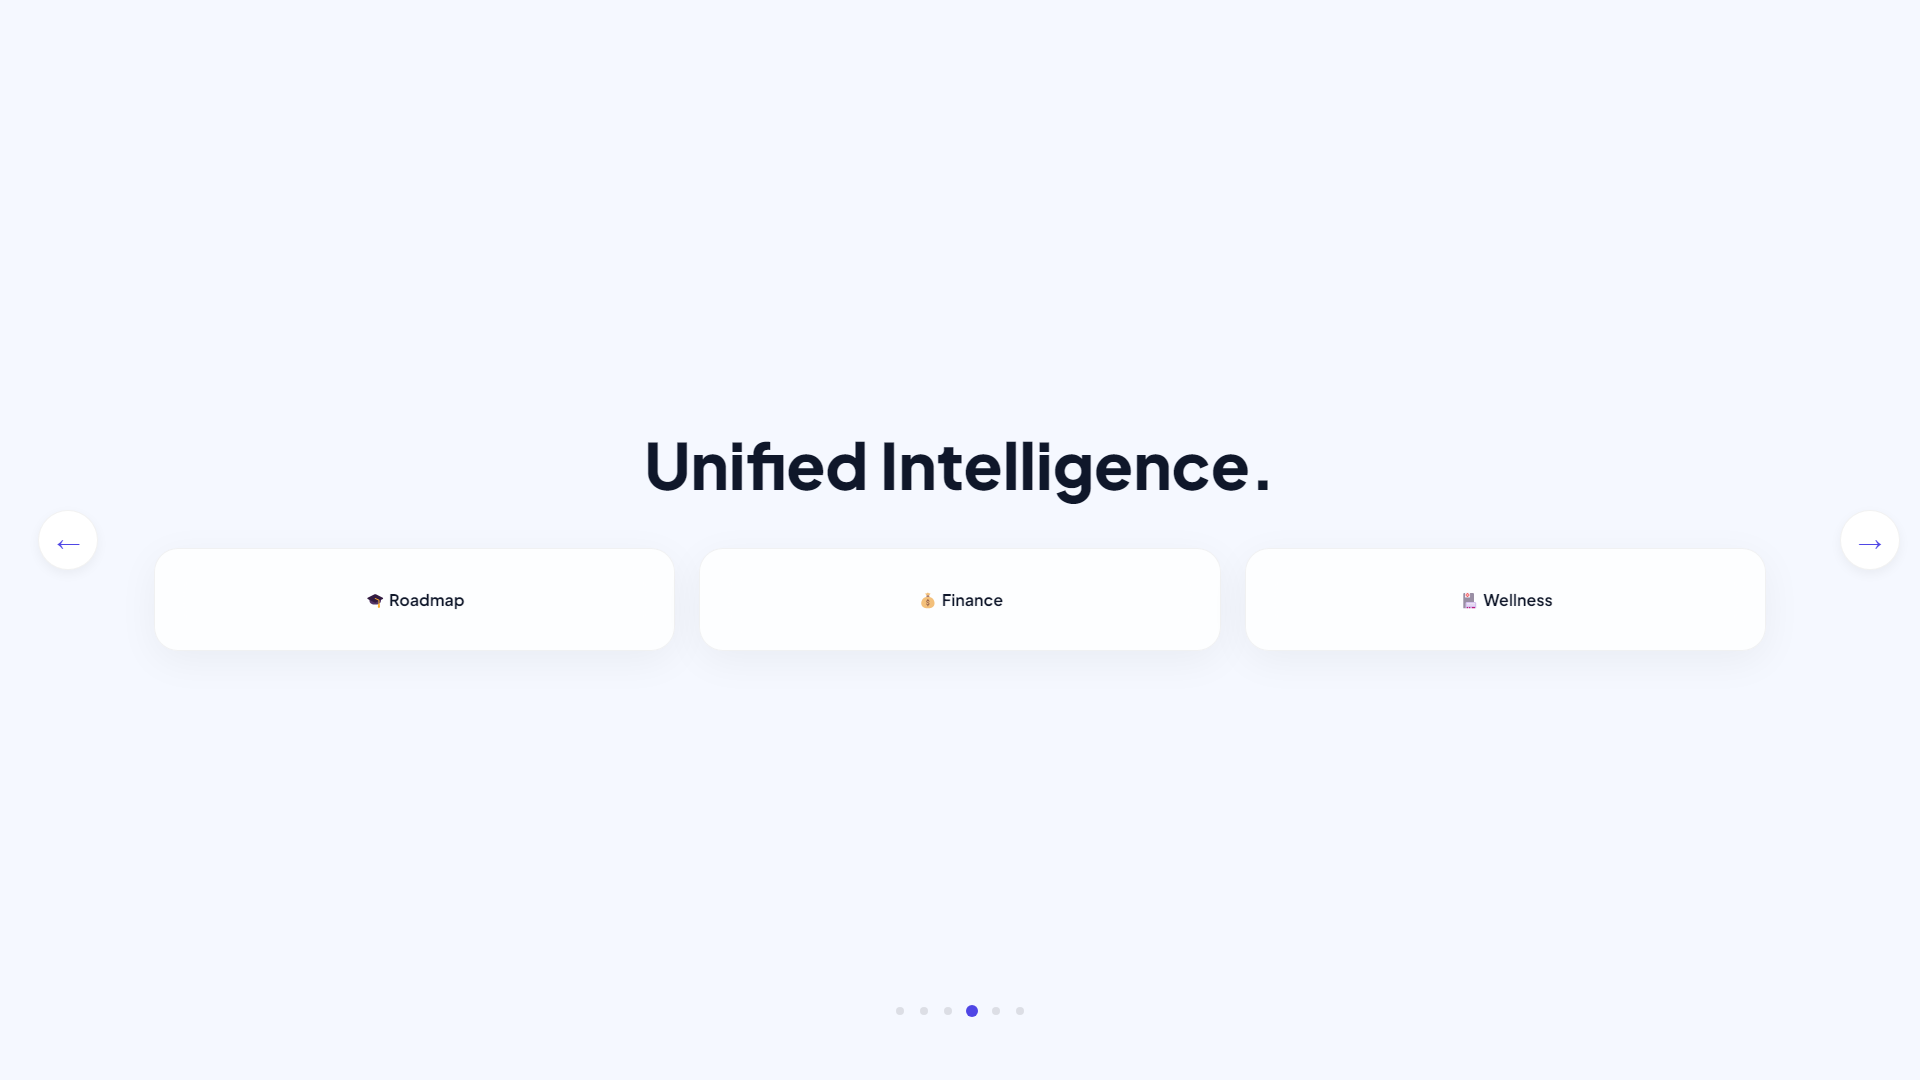 Unified Intelligence.
←
→
🎓 Roadmap
💰 Finance
Wellness